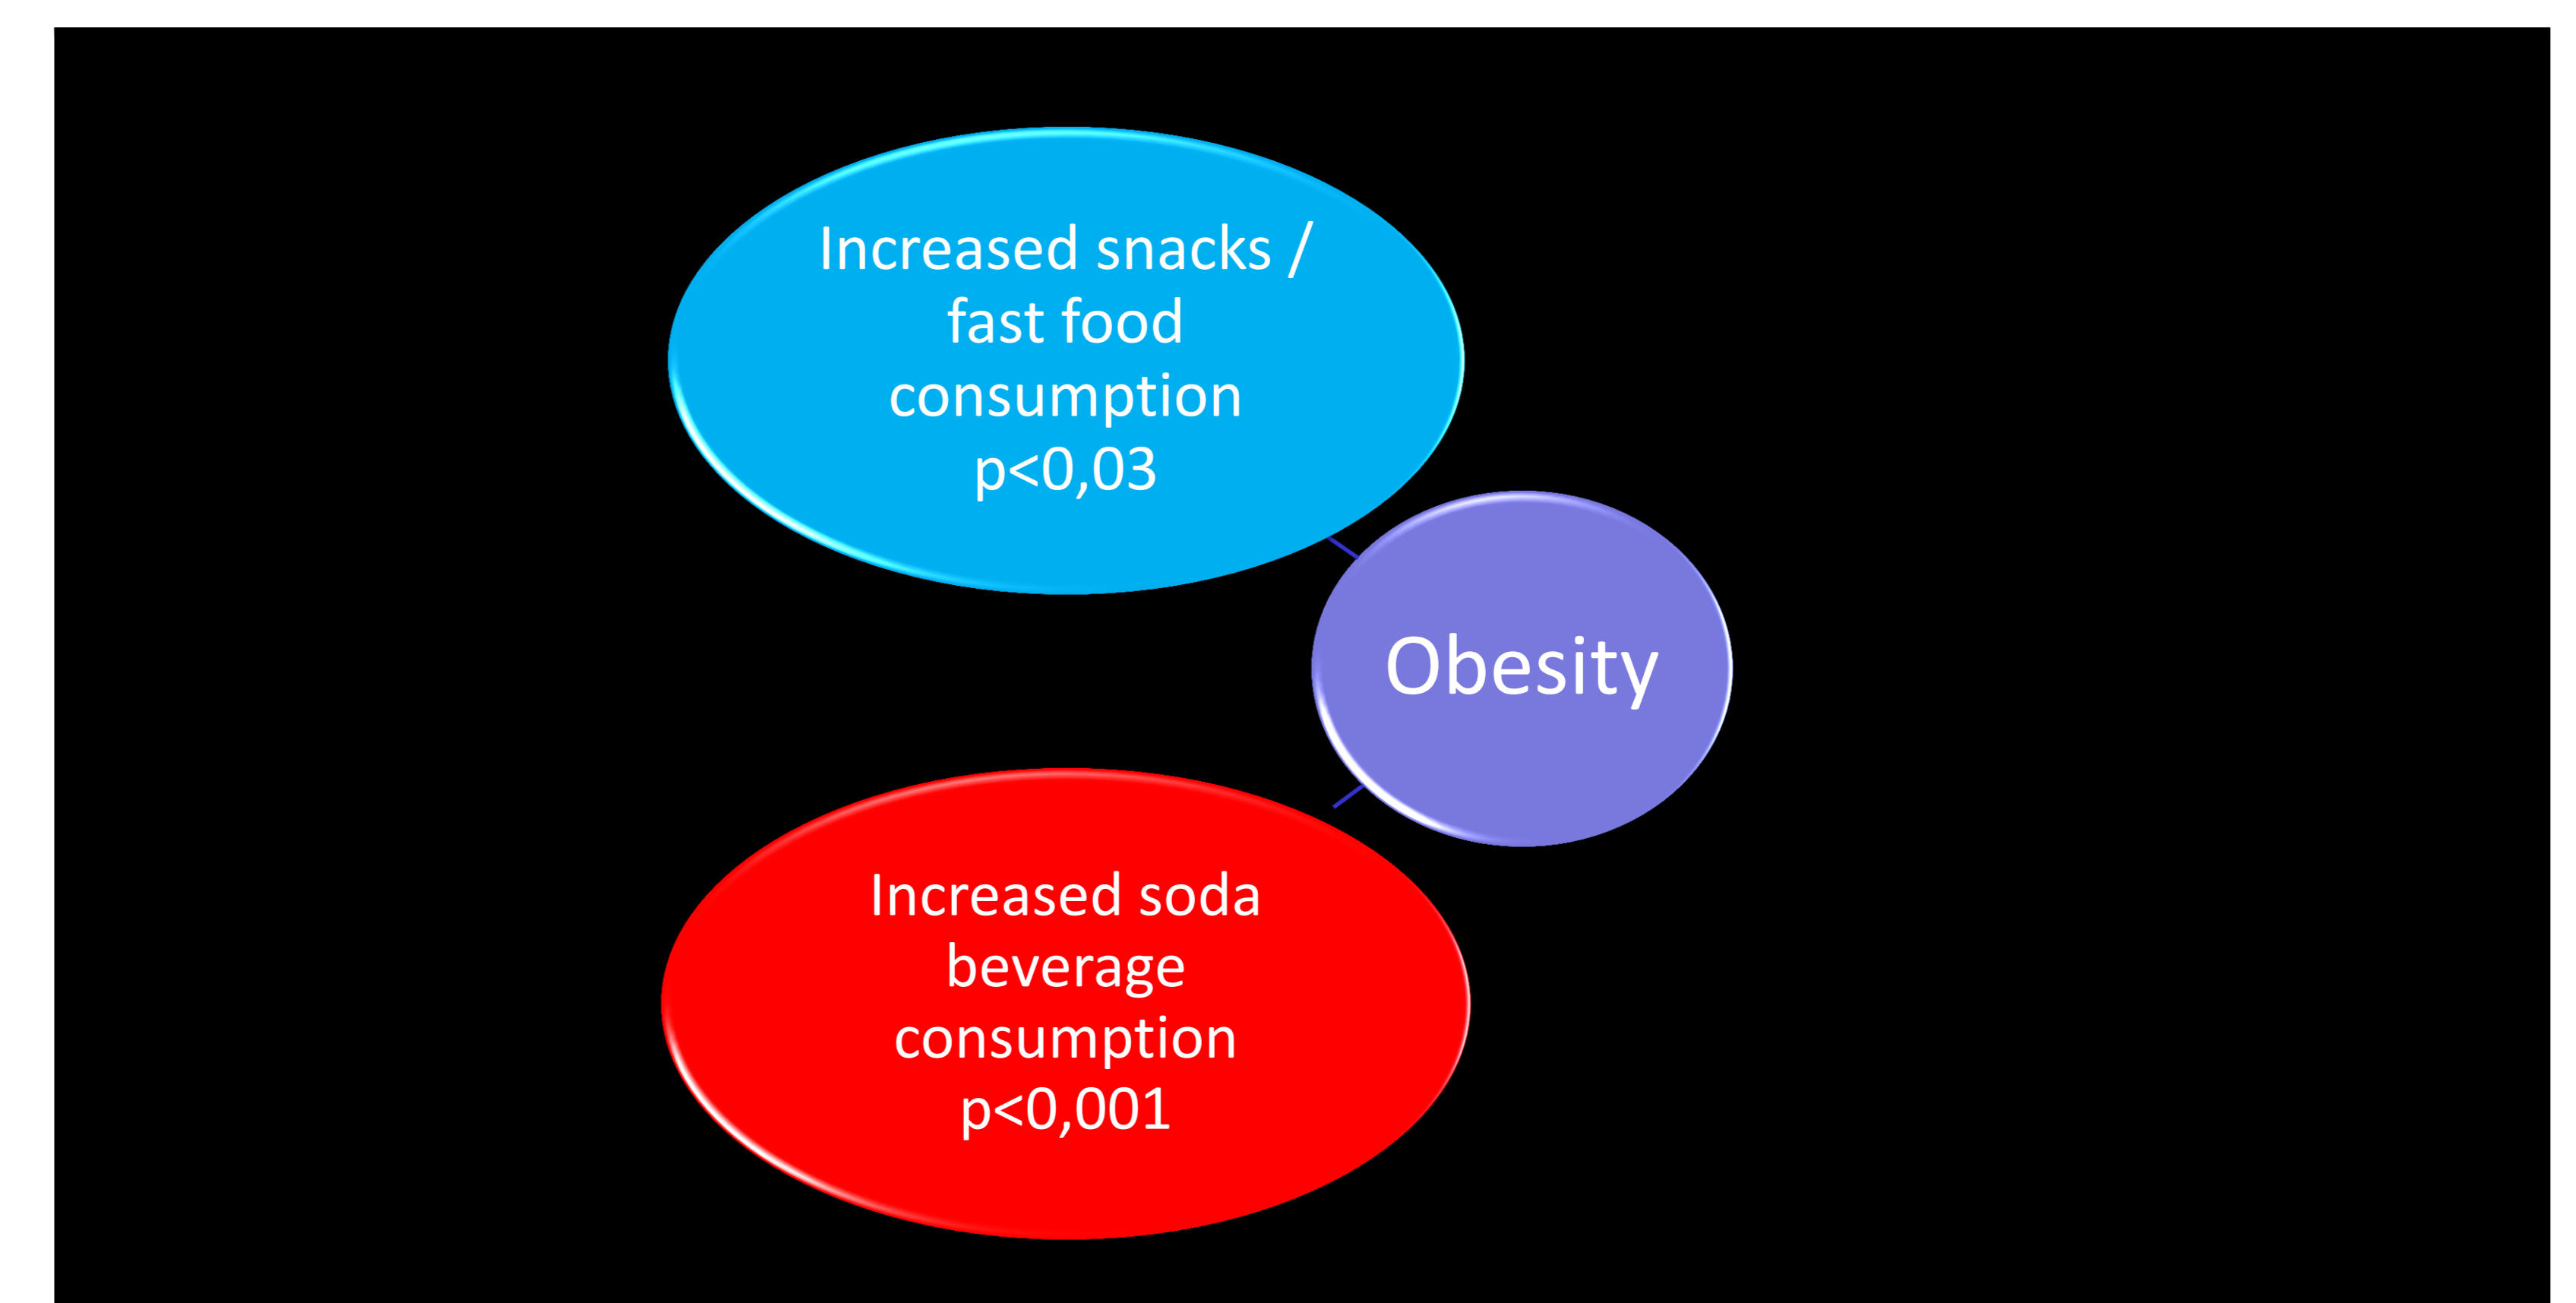 Increased snacks /
fast food
consumption
p<0,03
Obesity
Increased soda
beverage
consumption
p<0,001